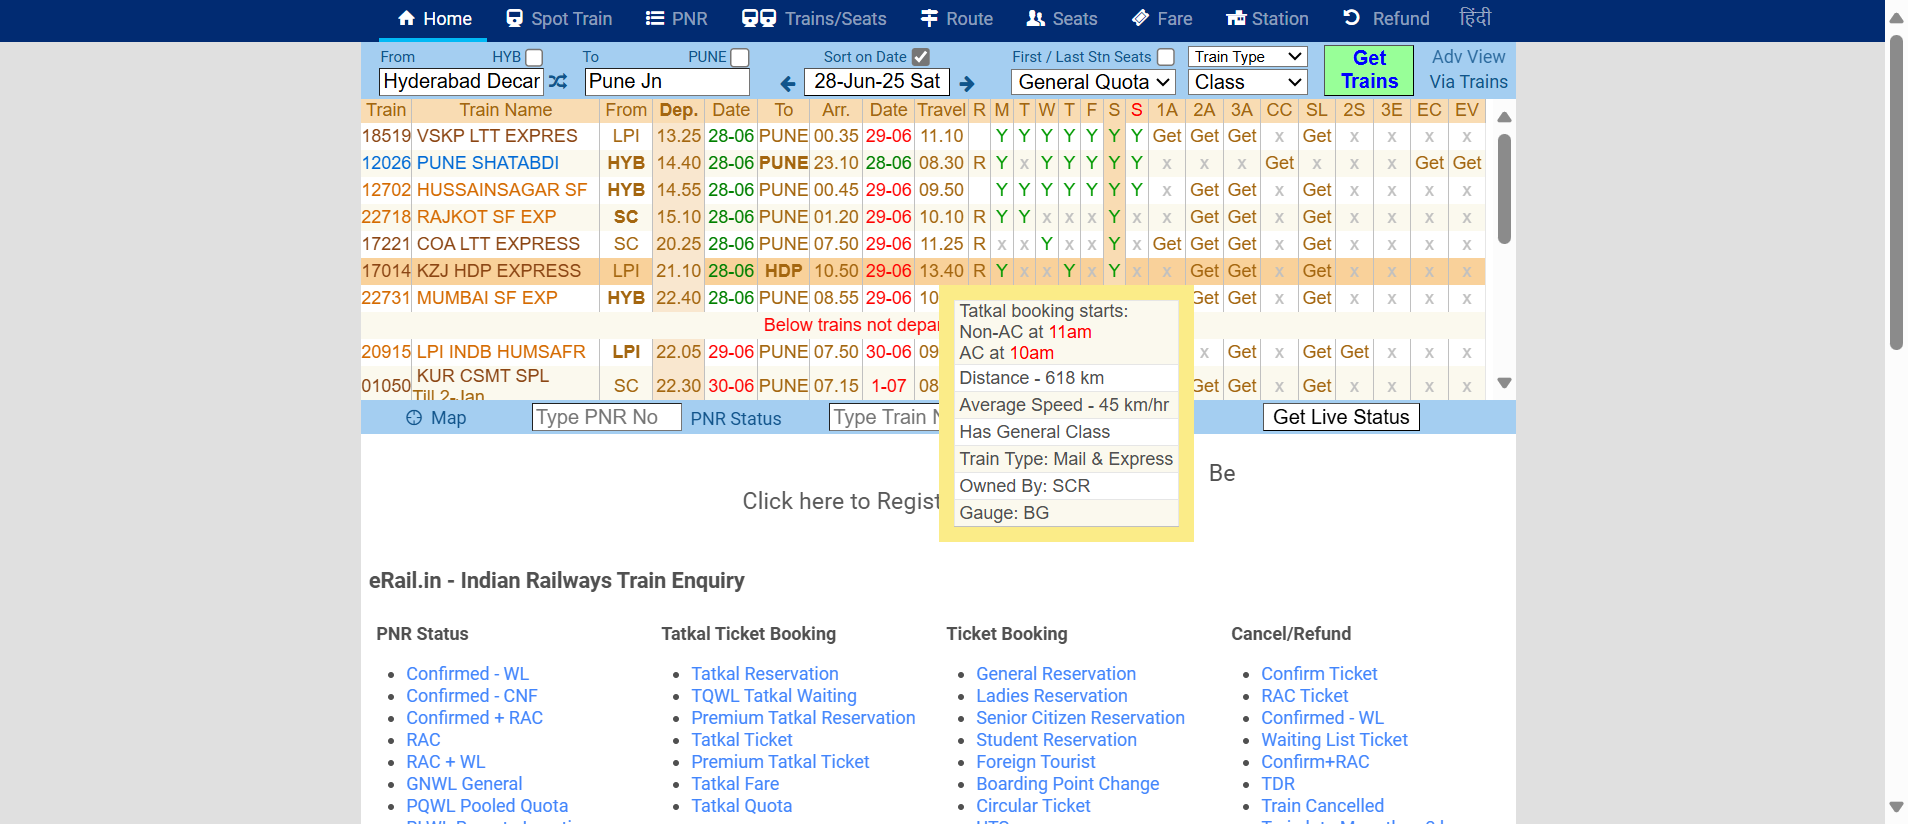 Home Spot Train PNR Trains/Seats Route Seats Fare Station Refund हिंदी
From HYB To PUNE Sort on Date First / Last Stn Seats Train Type Get Trains Adv View
Hyderabad Decan Pune Jn 28-Jun-25 Sat General Quota Class Via Trains
Train Train Name From Dep. Date To Arr. Date Travel R M T W T F S S 1A 2A 3A CC SL 2S 3E EC EV
18519 VSKP LTT EXPRES LPI 13.25 28-06 PUNE 00.35 29-06 11.10 Y Y Y Y Y Y Y Get Get Get x Get x x x x
12026 PUNE SHATABDI HYB 14.40 28-06 PUNE 23.10 28-06 08.30 R Y x Y Y Y Y Y x x x Get x x x Get Get
12702 HUSSAINSAGAR SF HYB 14.55 28-06 PUNE 00.45 29-06 09.50 Y Y Y Y Y Y Y x Get Get x Get x x x x
22718 RAJKOT SF EXP SC 15.10 28-06 PUNE 01.20 29-06 10.10 R Y Y x x x Y x x Get Get x Get x x x x
17221 COA LTT EXPRESS SC 20.25 28-06 PUNE 07.50 29-06 11.25 R x x Y x x Y x Get Get Get x Get x x x x
17014 KZJ HDP EXPRESS LPI 21.10 28-06 HDP 10.50 29-06 13.40 R Y x x Y x Y x x Get Get x Get x x x x
22731 MUMBAI SF EXP HYB 22.40 28-06 PUNE 08.55 29-06 10 Get Get x Get x x x x
Below trains not depar
20915 LPI INDB HUMSAFR LPI 22.05 29-06 PUNE 07.50 30-06 09 x Get x Get Get x x x
01050 KUR CSMT SPL SC 22.30 30-06 PUNE 07.15 1-07 08 Get Get x Get x x x x
Till 2-Jan
Tatkal booking starts:
Non-AC at 11am
AC at 10am
Distance - 618 km
Average Speed - 45 km/hr
Has General Class
Train Type: Mail & Express
Owned By: SCR
Gauge: BG
Map Type PNR No PNR Status Type Train Get Live Status
Be
Click here to Regist
eRail.in - Indian Railways Train Enquiry
PNR Status
Confirmed - WL
Confirmed - CNF
Confirmed + RAC
RAC
RAC + WL
GNWL General
PQWL Pooled Quota
Tatkal Ticket Booking
Tatkal Reservation
TQWL Tatkal Waiting
Premium Tatkal Reservation
Tatkal Ticket
Premium Tatkal Ticket
Tatkal Fare
Tatkal Quota
Ticket Booking
General Reservation
Ladies Reservation
Senior Citizen Reservation
Student Reservation
Foreign Tourist
Boarding Point Change
Circular Ticket
Cancel/Refund
Confirm Ticket
RAC Ticket
Confirmed - WL
Waiting List Ticket
Confirm+RAC
TDR
Train Cancelled